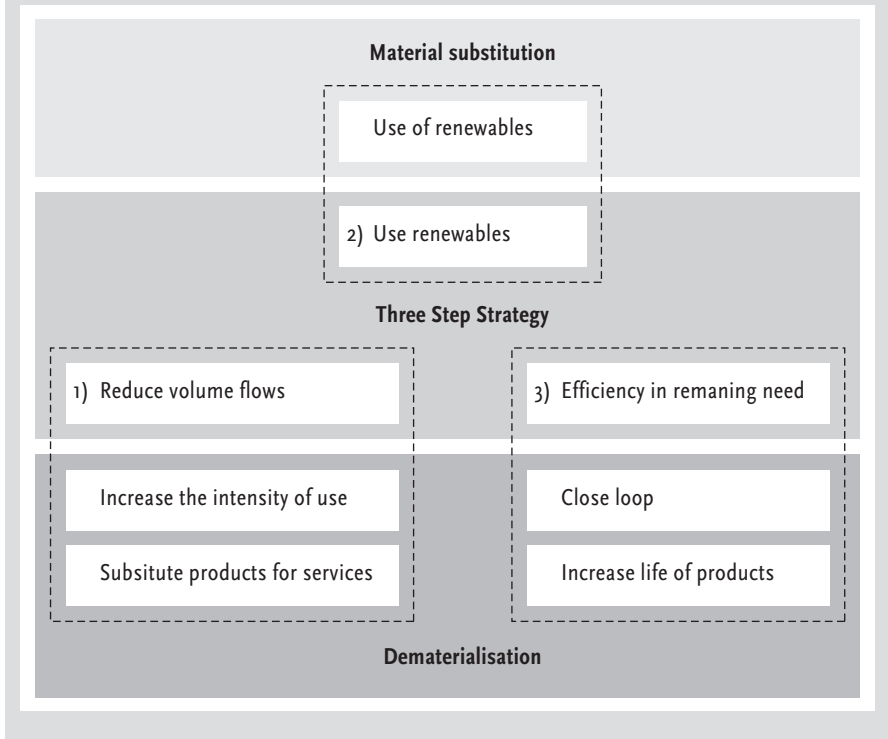 Material substitution
Use of renewables
2) Use renewables
Three Step Strategy
1) Reduce volume flows
3) Efficiency in remaning need
Increase the intensity of use
Close loop
Subsitute products for services
Increase life of products
Dematerialisation